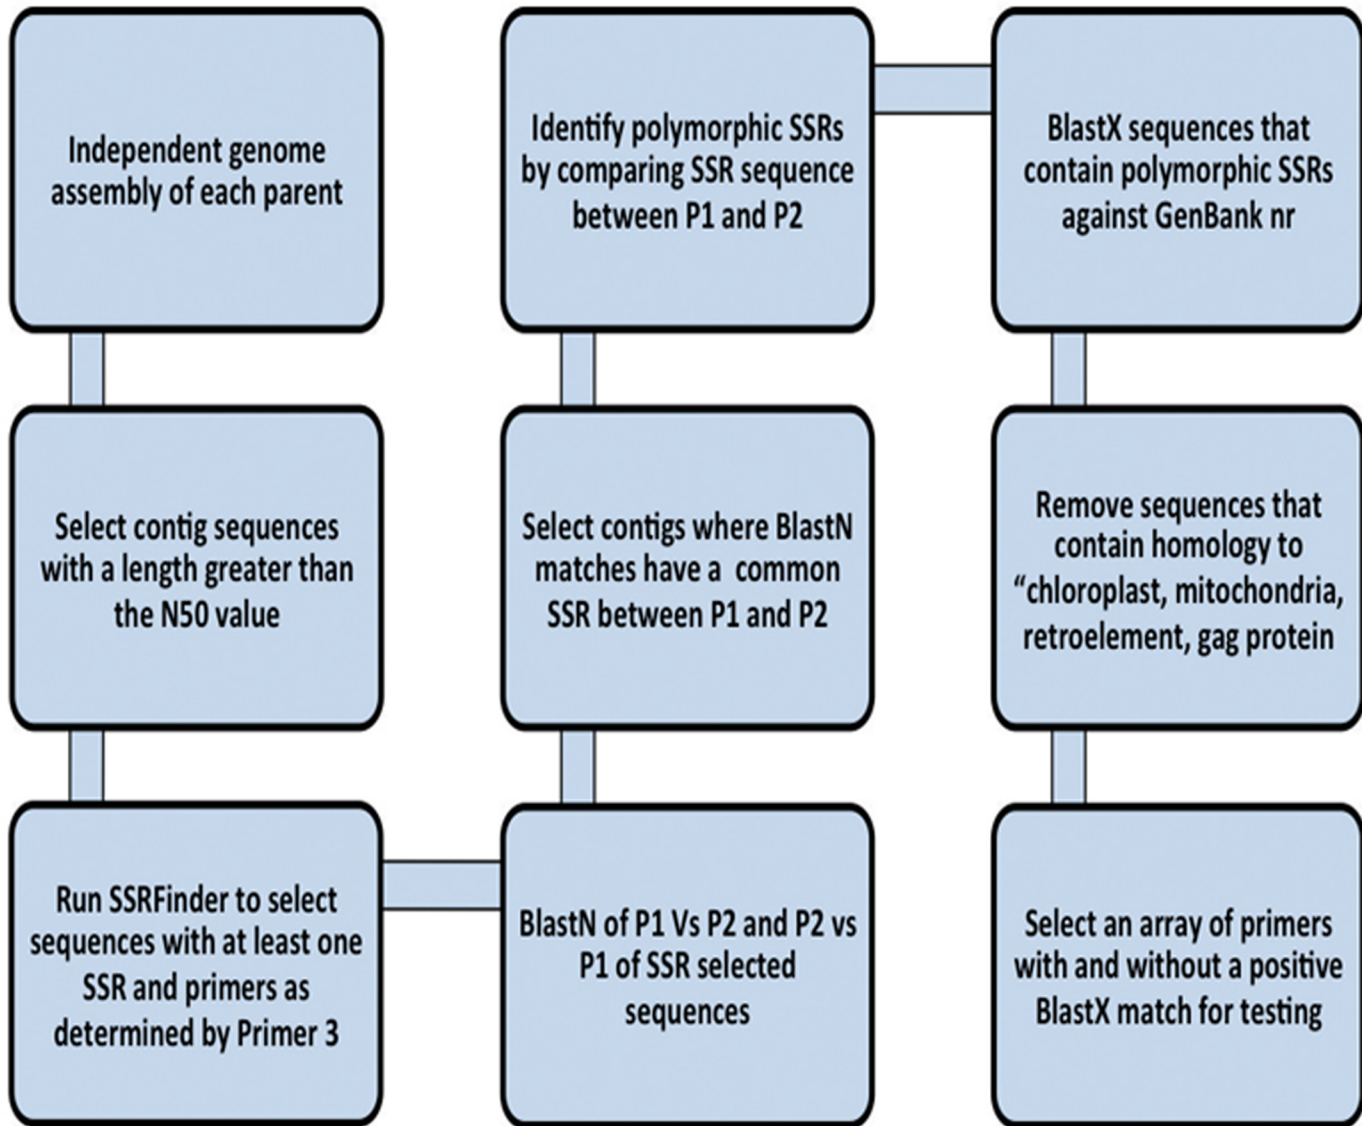 Independent genome
assembly of each parent
Select contig sequences
with a length greater than
the N50 value
Run SSRFinder to select
sequences with at least one
SSR and primers as
determined by Primer 3
BlastN of P1 Vs P2 and P2 vs
P1 of SSR selected
sequences
Select contigs where BlastN
matches have a common
SSR between P1 and P2
Identify polymorphic SSRs
by comparing SSR sequence
between P1 and P2
BlastX sequences that
contain polymorphic SSRs
against GenBank nr
Remove sequences that
contain homology to
“chloroplast, mitochondria,
retroelement, gag protein
Select an array of primers
with and without a positive
BlastX match for testing